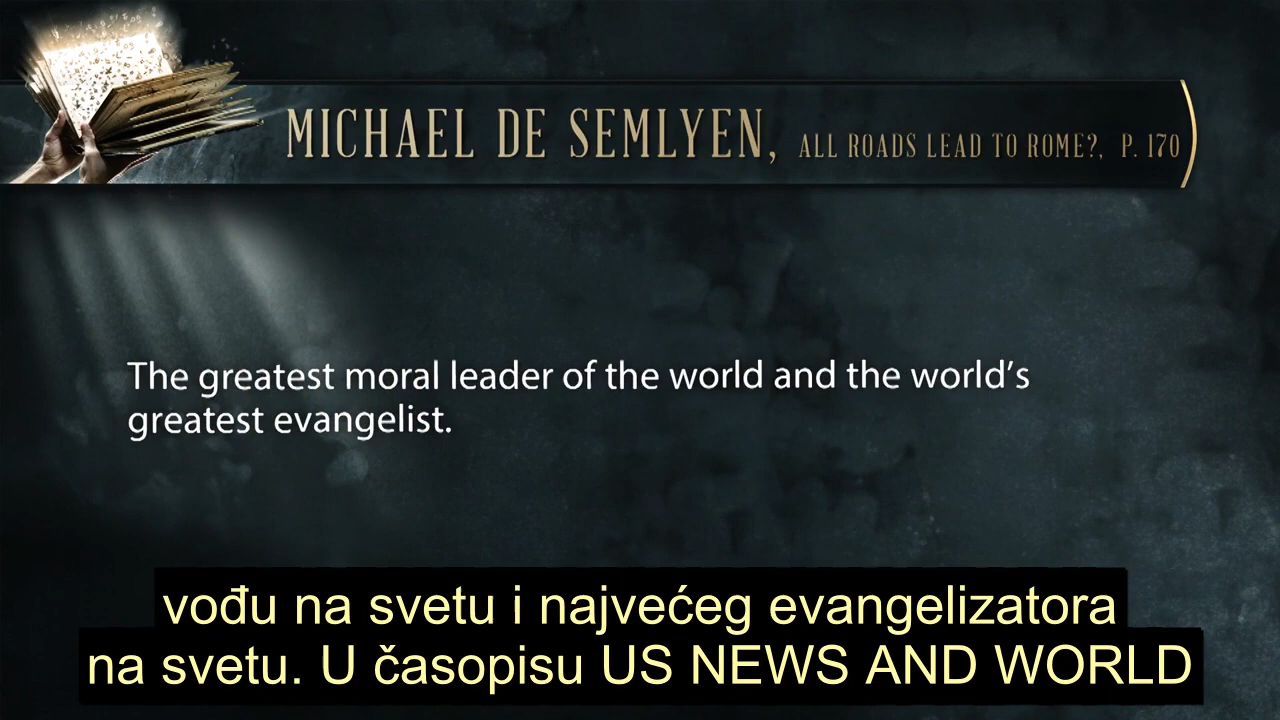 MICHAEL DE SEMLYEN, ALL ROADS LEAD TO ROME?, P. 170
The greatest moral leader of the world and the world's
greatest evangelist.
vođu na svetu i najvećeg evangelizatora
na svetu. U časopisu US NEWS AND WORLD